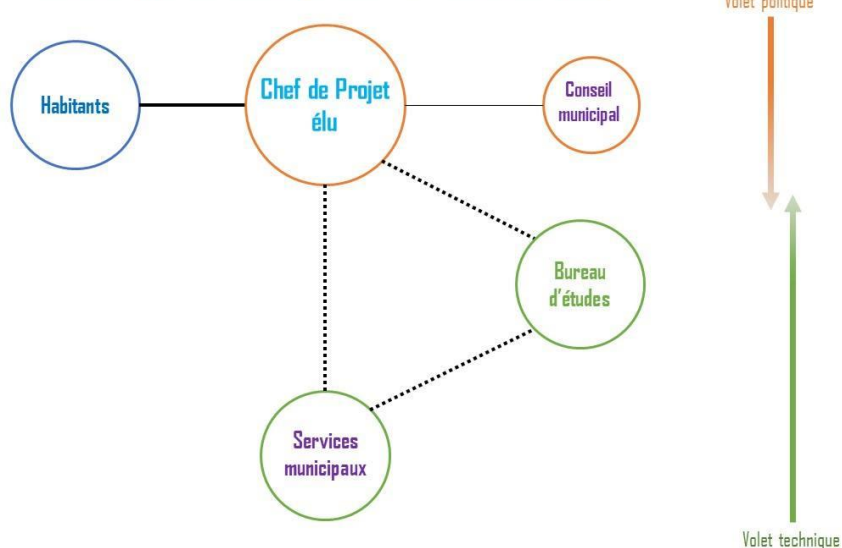 Volet politique
Habitants
Chef de Projet
élu
Conseil
municipal
Bureau
d'études
Services
municipaux
Volet technique